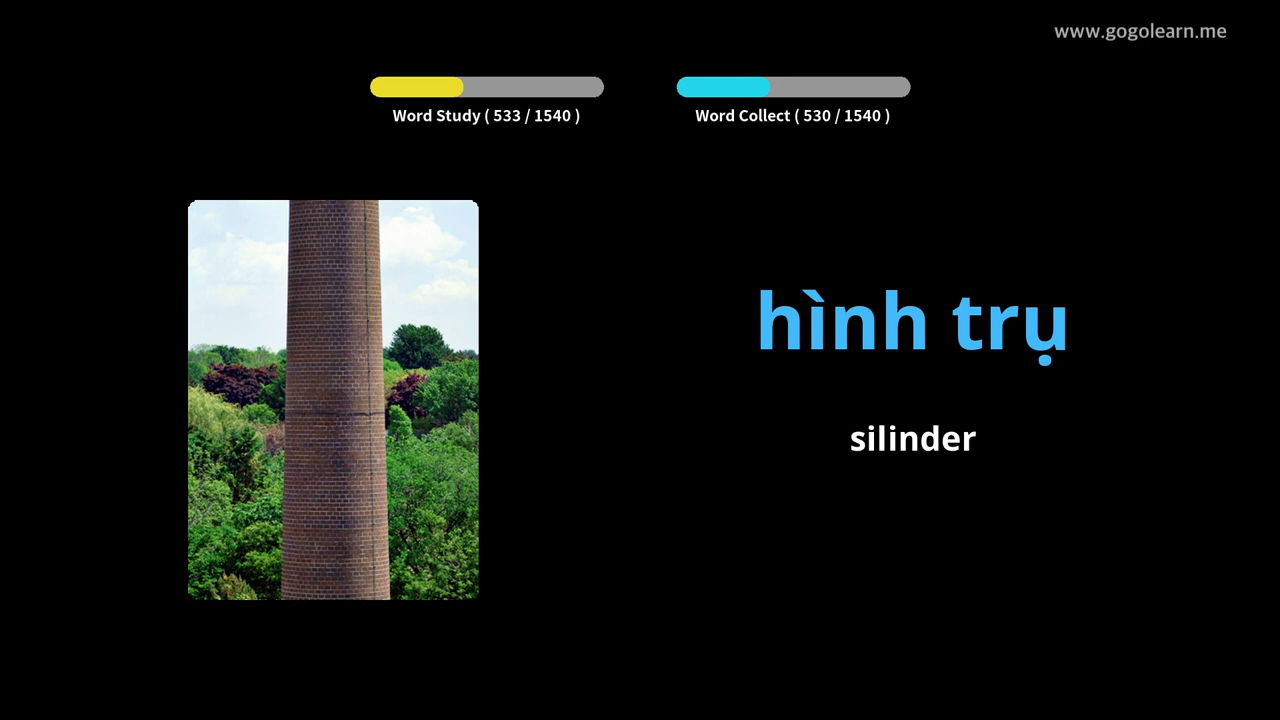 www.gogolearn.me
Word Study ( 533 / 1540 )
Word Collect ( 530 / 1540 )
hình trụ
silinder